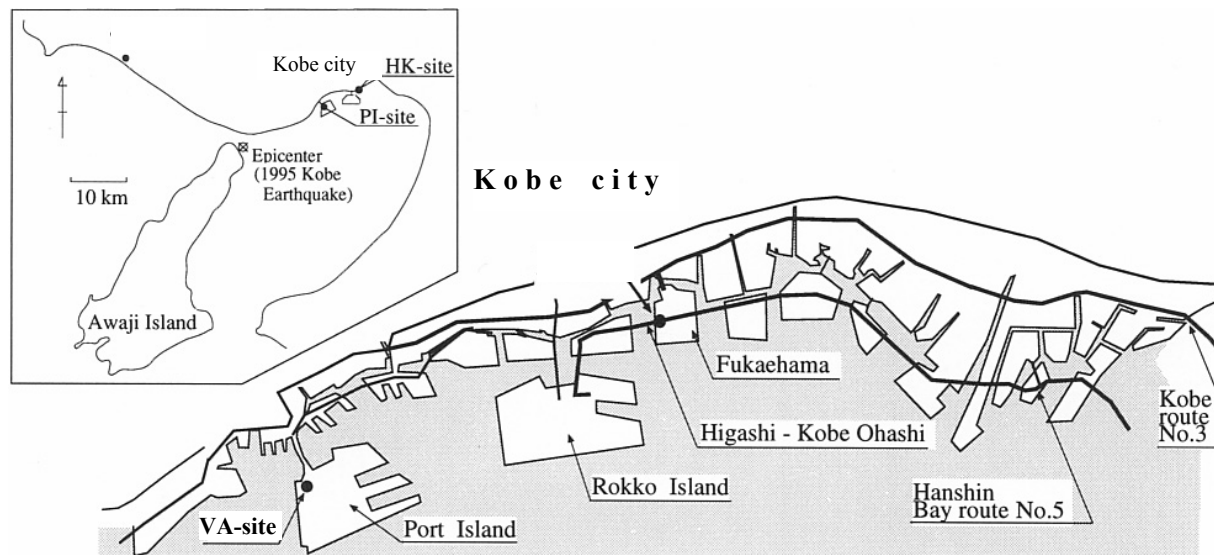 Kobe city
HK-site
PI-site
Epicenter
(1995 Kobe
Earthquake)
10 km
Awaji Island
Kobe city
Fukaehama
Higashi - Kobe Ohashi
Rokko Island
Kobe
route
No.3
Hanshin
Bay route No.5
VA-site
Port Island